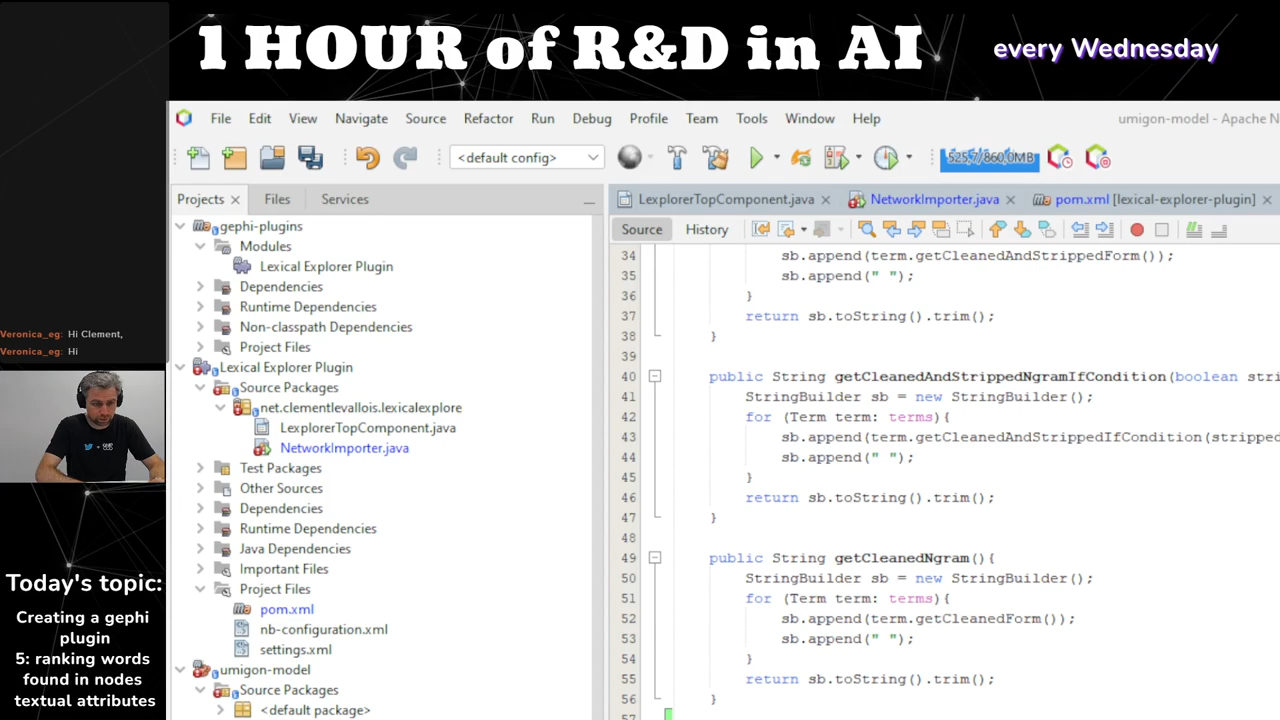 1 HOUR of R&D in AI
every Wednesday
File Edit View Navigate Source Refactor Run Debug Profile Team Tools Window Help
umigon-model - Apache N
<default config>
525,7/860,0MB
Projects
Files
Services
LexplorerTopComponent.java
NetworkImporter.java
pom.xml [lexical-explorer-plugin]
Source
History
gephi-plugins
Modules
Lexical Explorer Plugin
Dependencies
Runtime Dependencies
Non-classpath Dependencies
Project Files
Lexical Explorer Plugin
Source Packages
net.clementlevallois.lexicalexplore
LexplorerTopComponent.java
NetworkImporter.java
Test Packages
Other Sources
Dependencies
Runtime Dependencies
Java Dependencies
Important Files
Project Files
pom.xml
nb-configuration.xml
settings.xml
umigon-model
Source Packages
<default package>
34 sb.append(term.getCleanedAndStrippedForm());
35 sb.append(" ");
36 }
37 return sb.toString().trim();
38 }
39
40 public String getCleanedAndStrippedNgramIfCondition(boolean stri
41 StringBuilder sb = new StringBuilder();
42 for (Term term: terms){
43 sb.append(term.getCleanedAndStrippedIfCondition(stripped
44 sb.append(" ");
45 }
46 return sb.toString().trim();
47 }
48
49 public String getCleanedNgram(){
50 StringBuilder sb = new StringBuilder();
51 for (Term term: terms){
52 sb.append(term.getCleanedForm());
53 sb.append(" ");
54 }
55 return sb.toString().trim();
56 }
57
Veronica_eg: Hi Clement,
Veronica_eg: Hi
Today's topic:
Creating a gephi
plugin
5: ranking words
found in nodes
textual attributes